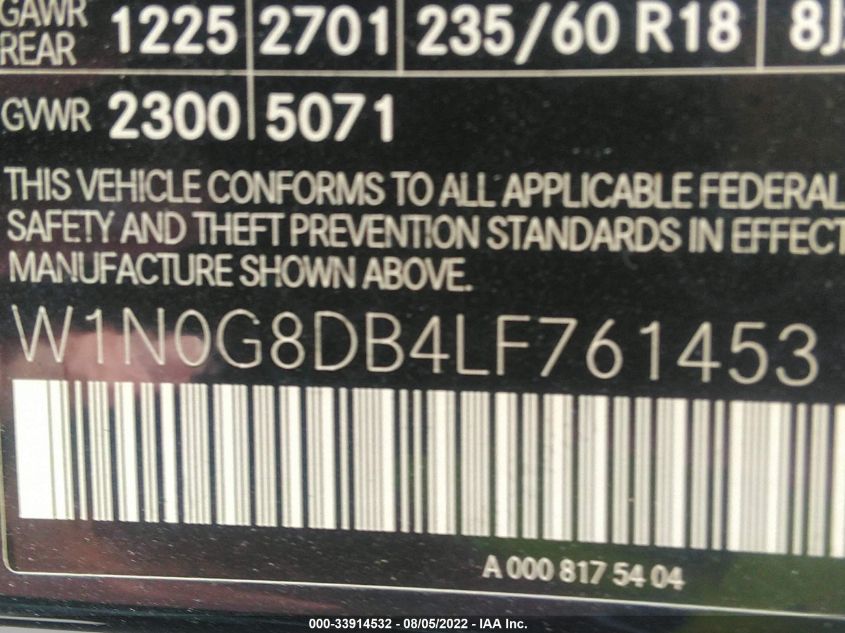 GAWR
REAR 1225 2701 235/60 R18 8J
GVWR 2300 5071
THIS VEHICLE CONFORMS TO ALL APPLICABLE FEDERAL
SAFETY AND THEFT PREVENTION STANDARDS IN EFFECT
MANUFACTURE SHOWN ABOVE.
W1N0G8DB4LF761453
A 000 817 54 04
000-33914532 - 08/05/2022 - IAA Inc.